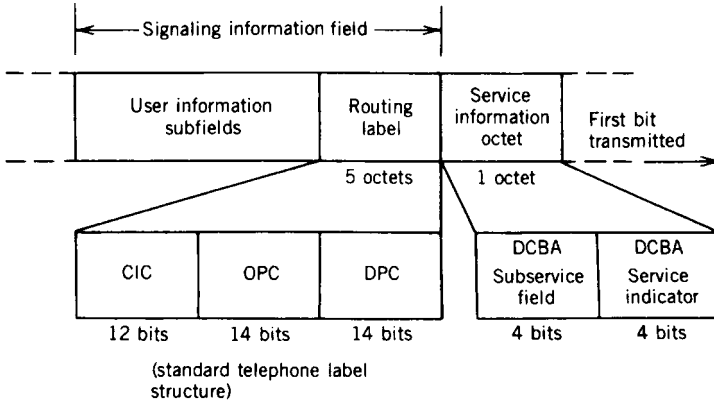 Signaling information field
User information
subfields
Routing
label
Service
information
octet
First bit
transmitted
5 octets
1 octet
CIC
OPC
DPC
DCBA
Subservice
field
DCBA
Service
indicator
12 bits
14 bits
14 bits
4 bits
4 bits
(standard telephone label
structure)